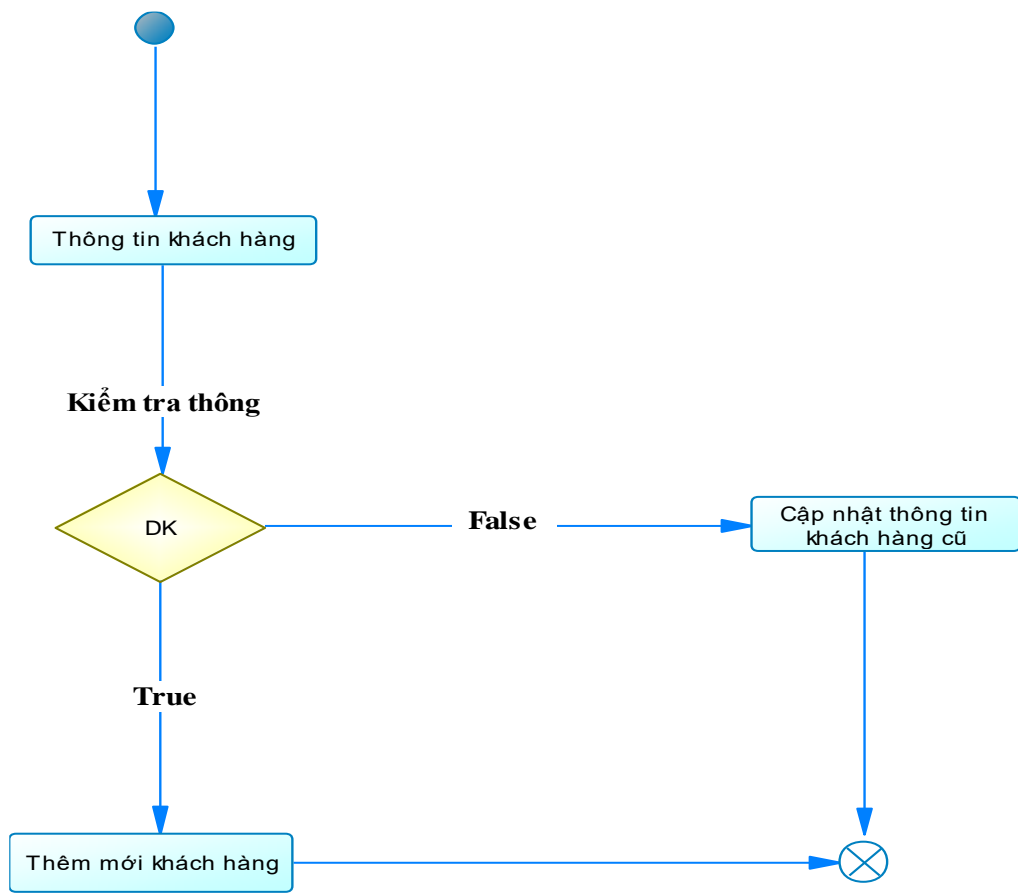 Thông tin khách hàng
Kiểm tra thông
DK
False
Cập nhật thông tin
khách hàng cũ
True
Thêm mới khách hàng